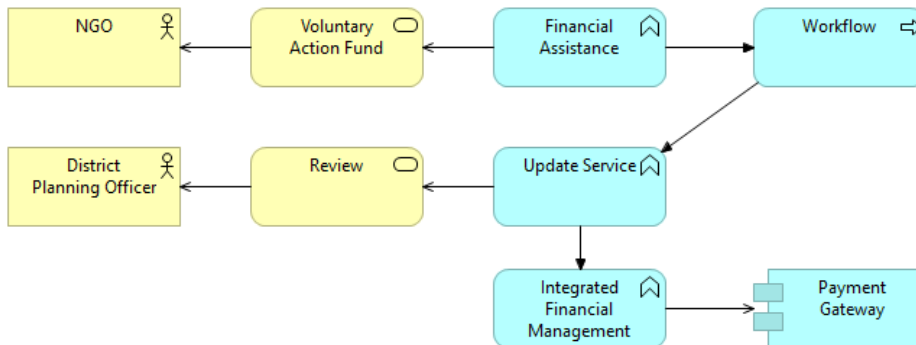 NGO
Voluntary
Action Fund
Financial
Assistance
Workflow
District
Planning Officer
Review
Update Service
Integrated
Financial
Management
Payment
Gateway